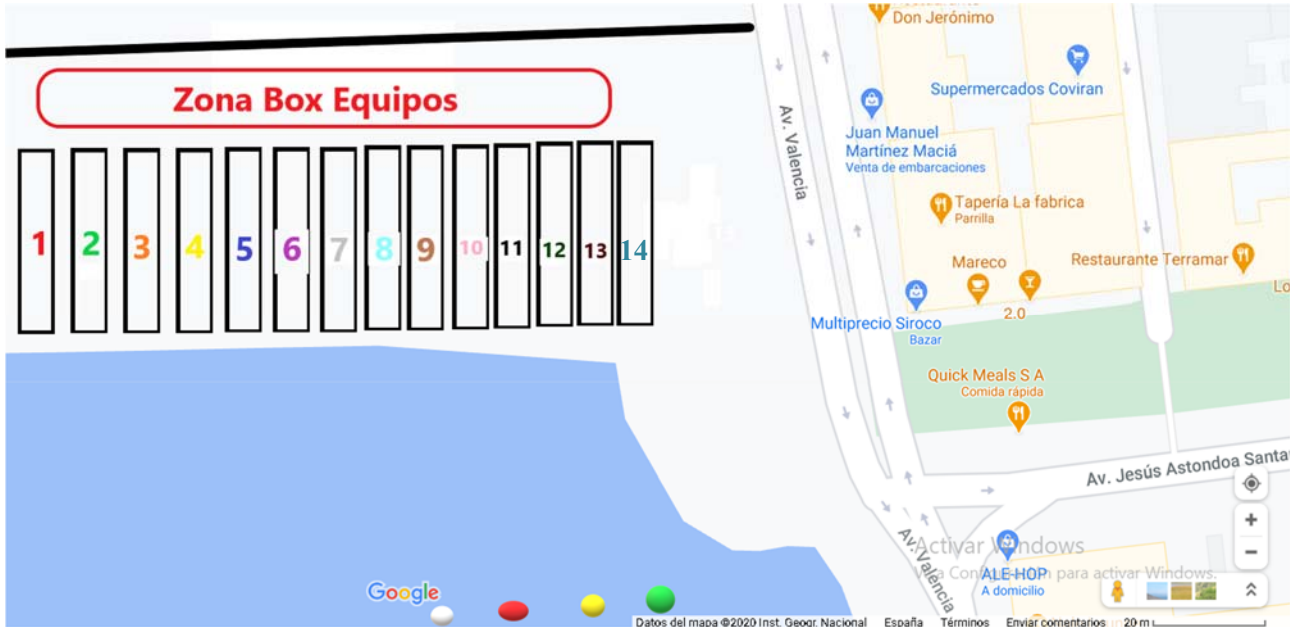 Don Jerónimo
Zona Box Equipos
Supermercados Coviran
Av. Valencia
Juan Manuel
Martínez Maciá
Venta de embarcaciones
1 2 3 4 5 6 7 8 9 10 11 12 13 14
Tapería La fabrica
Parrilla
Mareco
Restaurante Terramar
Lo
2.0
Multiprecio Siroco
Bazar
Quick Meals S A
Comida rápida
Av. Jesús Astondoa Santa
Av. València
Activar Windows
ALE-HOP
para activar Windows.
A domicilio
Google
Datos del mapa ©2020 Inst. Geogr. Nacional España Términos Enviar comentarios 20 m